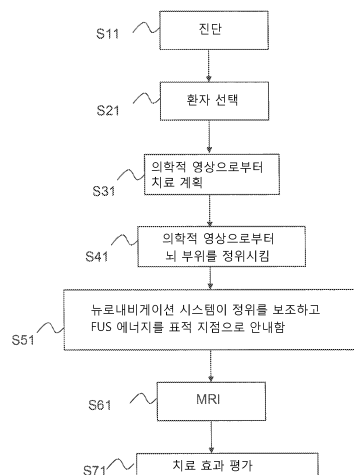 S11
진단
S21
환자 선택
S31
의학적 영상으로부터
치료 계획
S41
의학적 영상으로부터
뇌 부위를 정위시킴
S51
뉴로내비게이션 시스템이 정위를 보조하고
FUS 에너지를 표적 지점으로 안내함
S61
MRI
S71
치료 효과 평가